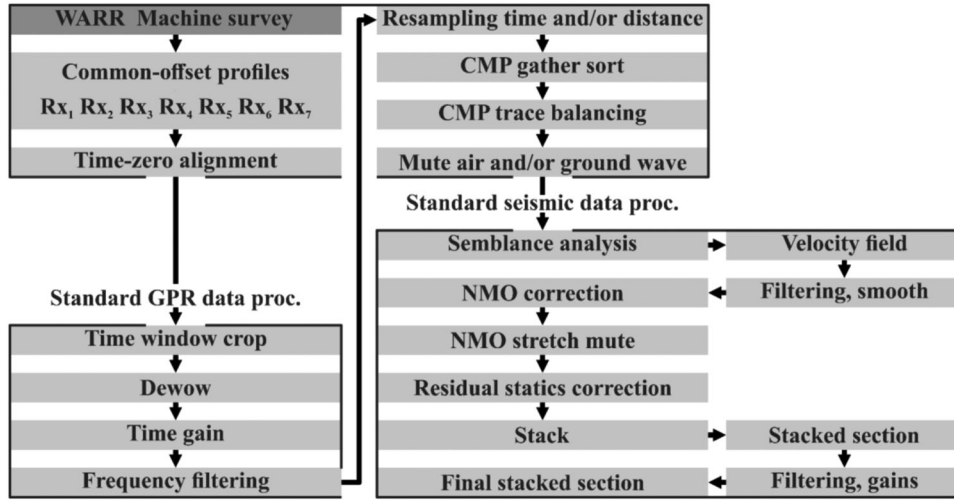 WARR Machine survey
Common-offset profiles
Rx₁ Rx₂ Rx₃ Rx₄ Rx₅ Rx₆ Rx₇
Time-zero alignment
Standard GPR data proc.
Time window crop
Dewow
Time gain
Frequency filtering
Resampling time and/or distance
CMP gather sort
CMP trace balancing
Mute air and/or ground wave
Standard seismic data proc.
Semblance analysis
Velocity field
Filtering, smooth
NMO correction
NMO stretch mute
Residual statics correction
Stack
Stacked section
Filtering, gains
Final stacked section